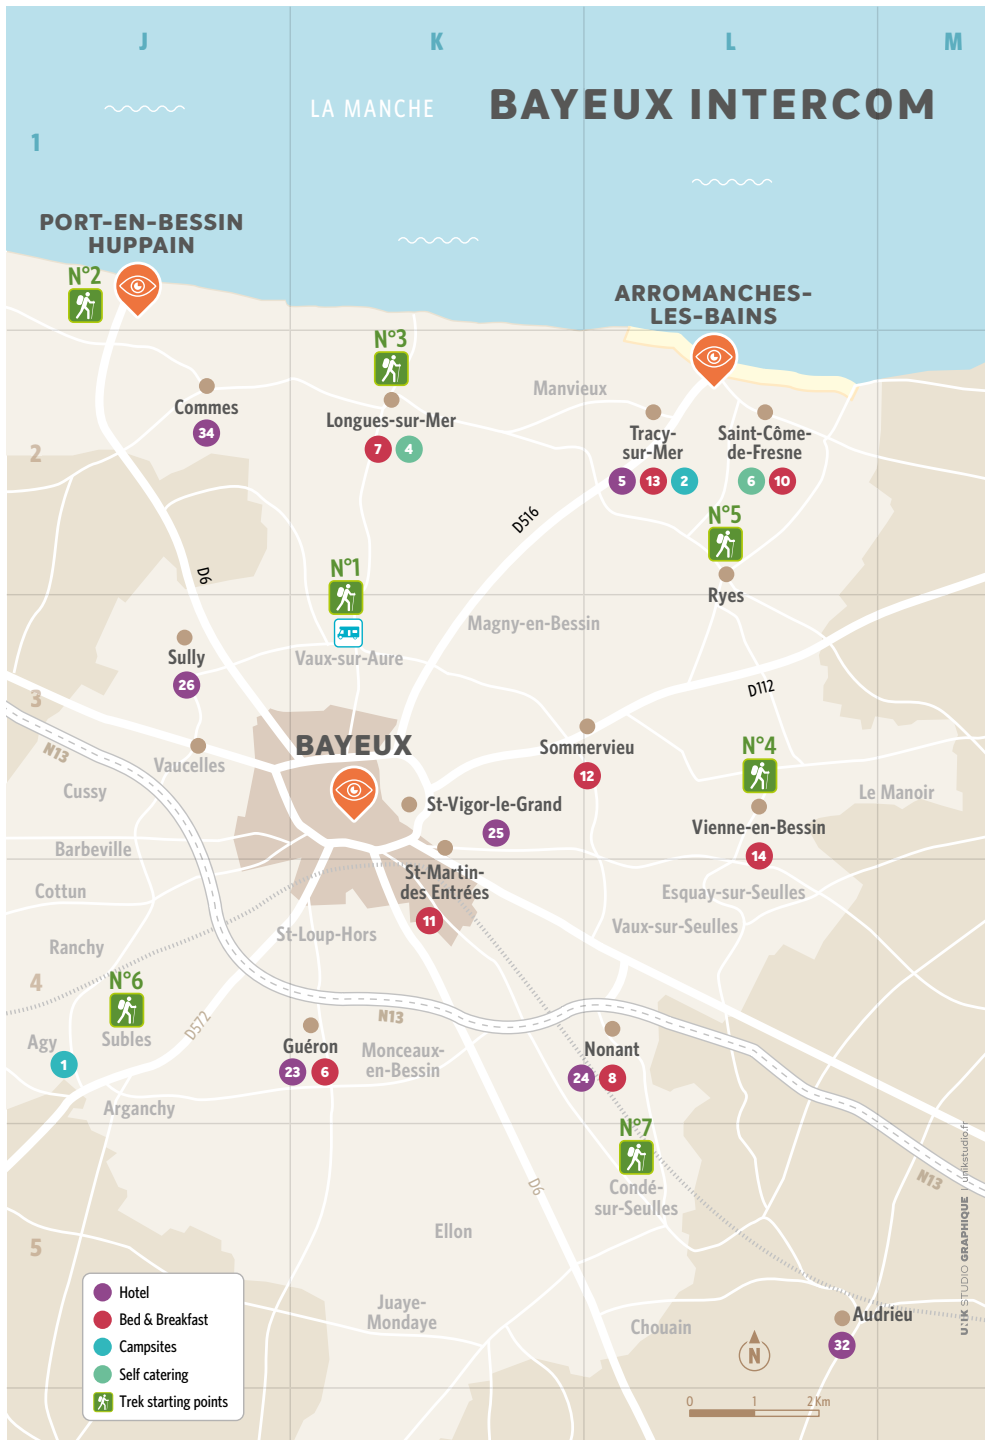 J
K
L
M
LA MANCHE
BAYEUX INTERCOM
1
PORT-EN-BESSIN
HUPPAIN
N°2
ARROMANCHES-
LES-BAINS
N°3
Manvieux
Commes
34
Longues-sur-Mer
7
4
Tracy-
sur-Mer
5
13
2
Saint-Côme-
de-Fresne
6
10
2
D516
N°5
D6
N°1
Ryes
Magny-en-Bessin
Vaux-sur-Aure
Sully
26
3
D112
N13
BAYEUX
Sommervieu
12
N°4
Vaucelles
Cussy
Le Manoir
St-Vigor-le-Grand
25
Vienne-en-Bessin
14
Barbeville
St-Martin-
des Entrées
11
Cottun
Esquay-sur-Seulles
Vaux-sur-Seulles
St-Loup-Hors
Ranchy
4
N°6
D572
N13
Agy
1
Subles
Guéron
23
6
Monceaux-
en-Bessin
Nonant
24
8
Arganchy
N°7
D6
N13
Condé-
sur-Seulles
Ellon
5
Hotel
Bed & Breakfast
Campsites
Self catering
Trek starting points
Juaye-
Mondaye
Chouain
Audrieu
32
N
0
1
2 Km
UNIK STUDIO GRAPHIQUE | unikstudio.fr